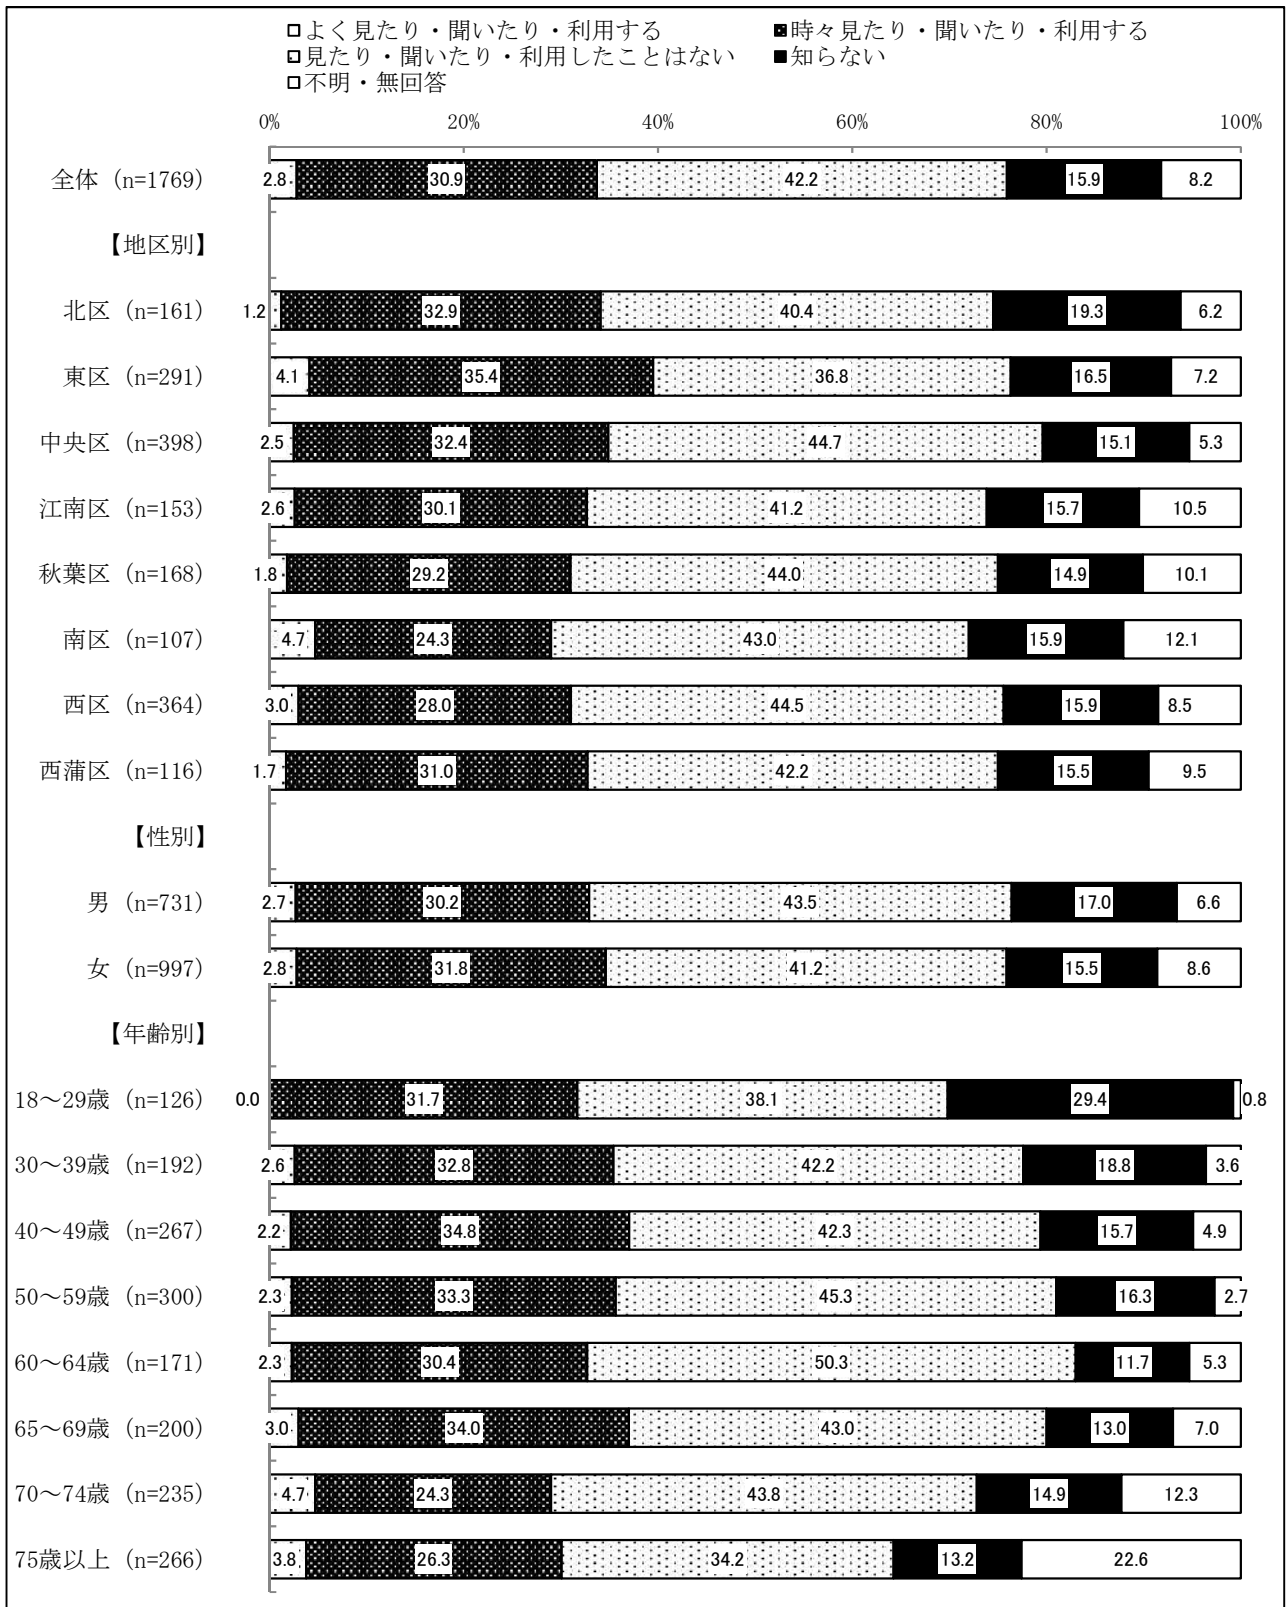 □よく見たり・聞いたり・利用する ■時々見たり・聞いたり・利用する
□見たり・聞いたり・利用したことはない ■知らない
□不明・無回答
0% 20% 40% 60% 80% 100%
全体 (n=1769) 2.8 30.9 42.2 15.9 8.2
【地区別】
北区 (n=161) 1.2 32.9 40.4 19.3 6.2
東区 (n=291) 4.1 35.4 36.8 16.5 7.2
中央区 (n=398) 2.5 32.4 44.7 15.1 5.3
江南区 (n=153) 2.6 30.1 41.2 15.7 10.5
秋葉区 (n=168) 1.8 29.2 44.0 14.9 10.1
南区 (n=107) 4.7 24.3 43.0 15.9 12.1
西区 (n=364) 3.0 28.0 44.5 15.9 8.5
西蒲区 (n=116) 1.7 31.0 42.2 15.5 9.5
【性別】
男 (n=731) 2.7 30.2 43.5 17.0 6.6
女 (n=997) 2.8 31.8 41.2 15.5 8.6
【年齢別】
18～29歳 (n=126) 0.0 31.7 38.1 29.4 0.8
30～39歳 (n=192) 2.6 32.8 42.2 18.8 3.6
40～49歳 (n=267) 2.2 34.8 42.3 15.7 4.9
50～59歳 (n=300) 2.3 33.3 45.3 16.3 2.7
60～64歳 (n=171) 2.3 30.4 50.3 11.7 5.3
65～69歳 (n=200) 3.0 34.0 43.0 13.0 7.0
70～74歳 (n=235) 4.7 24.3 43.8 14.9 12.3
75歳以上 (n=266) 3.8 26.3 34.2 13.2 22.6